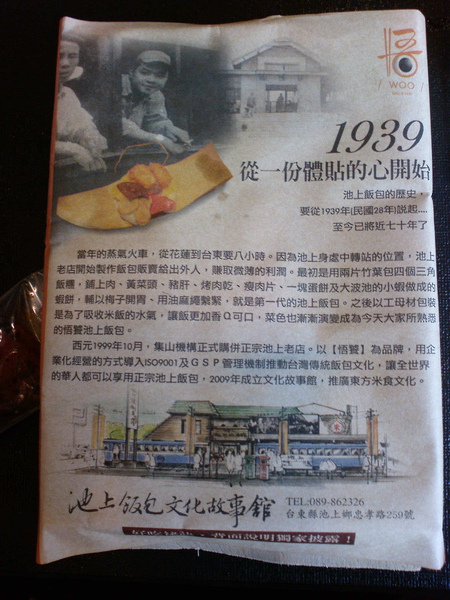 悟
WOO
1939
從一份體貼的心開始
池上飯包的歷史，
要從1939年(民國28年)說起....
至今已將近七十年了
當年的蒸氣火車，從花蓮到台東要八小時。因為池上身處中轉站的位置，池上
老店開始製作飯包販賣給出外人，賺取微薄的利潤。最初是用兩片竹葉包四個三角
飯糰，鋪上肉、黃菜頭、豬肝、烤肉乾、瘦肉片、一塊蛋餅及大波池的小蝦做成的
蝦餅，輔以梅子開胃、用油麻繩繫緊，就是第一代的池上飯包。之後以工母材包裝
是為了吸收米飯的水氣，讓飯更加香Q可口，菜色也漸漸演變成為今天大家所熟悉
的悟饕池上飯包。
西元1999年10月，集山機構正式購併正宗池上老店。以【悟饕】為品牌，用企
業化經營的方式導入ISO9001及GSP管理機制推動台灣傳統飯包文化，讓全世界
的華人都可以享用正宗池上飯包，2009年成立文化故事館，推廣東方米食文化。
池上飯包文化故事館
TEL:089-862326
台東縣池上鄉忠孝路259號
背面說明獨家披露！